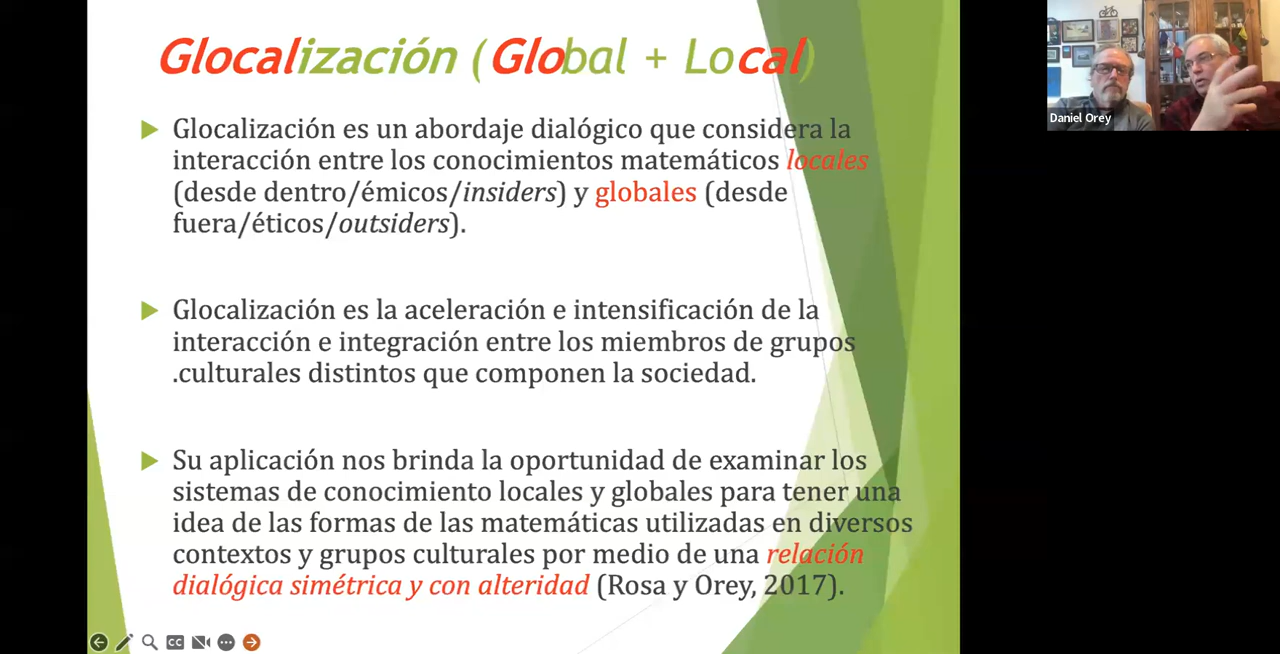 Glocalización (Global + Local)
Glocalización es un abordaje dialógico que considera la
interacción entre los conocimientos matemáticos locales
(desde dentro/émicos/insiders) y globales (desde
fuera/éticos/outsiders).
Glocalización es la aceleración e intensificación de la
interacción e integración entre los miembros de grupos
.culturales distintos que componen la sociedad.
Su aplicación nos brinda la oportunidad de examinar los
sistemas de conocimiento locales y globales para tener una
idea de las formas de las matemáticas utilizadas en diversos
contextos y grupos culturales por medio de una relación
dialógica simétrica y con alteridad (Rosa y Orey, 2017).
CC
Daniel Orey